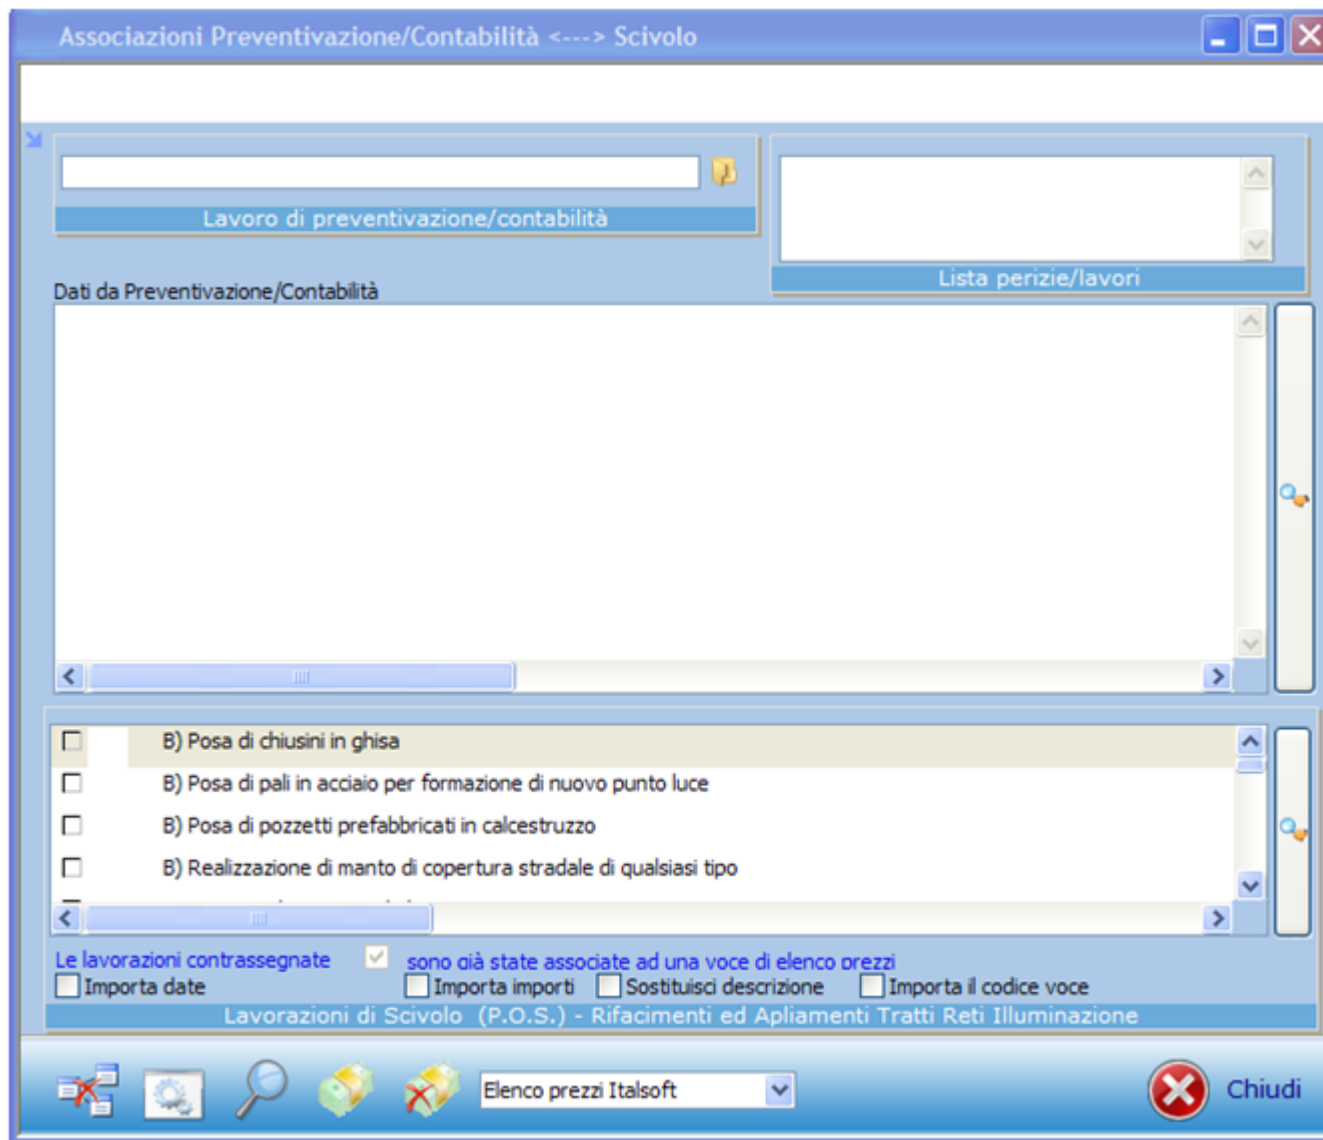 Associazioni Preventivazione/Contabilità <---> Scivolo
Lavoro di preventivazione/contabilità
Lista perizie/lavori
Dati da Preventivazione/Contabilità
B) Posa di chiusini in ghisa
B) Posa di pali in acciaio per formazione di nuovo punto luce
B) Posa di pozzetti prefabbricati in calcestruzzo
B) Realizzazione di manto di copertura stradale di qualsiasi tipo
Le lavorazioni contrassegnate sono già state associate ad una voce di elenco prezzi
Importa date Importa importi Sostituisci descrizione Importa il codice voce
Lavorazioni di Scivolo (P.O.S.) - Rifacimenti ed Apliamenti Tratti Reti Illuminazione
Elenco prezzi Italsoft Chiudi